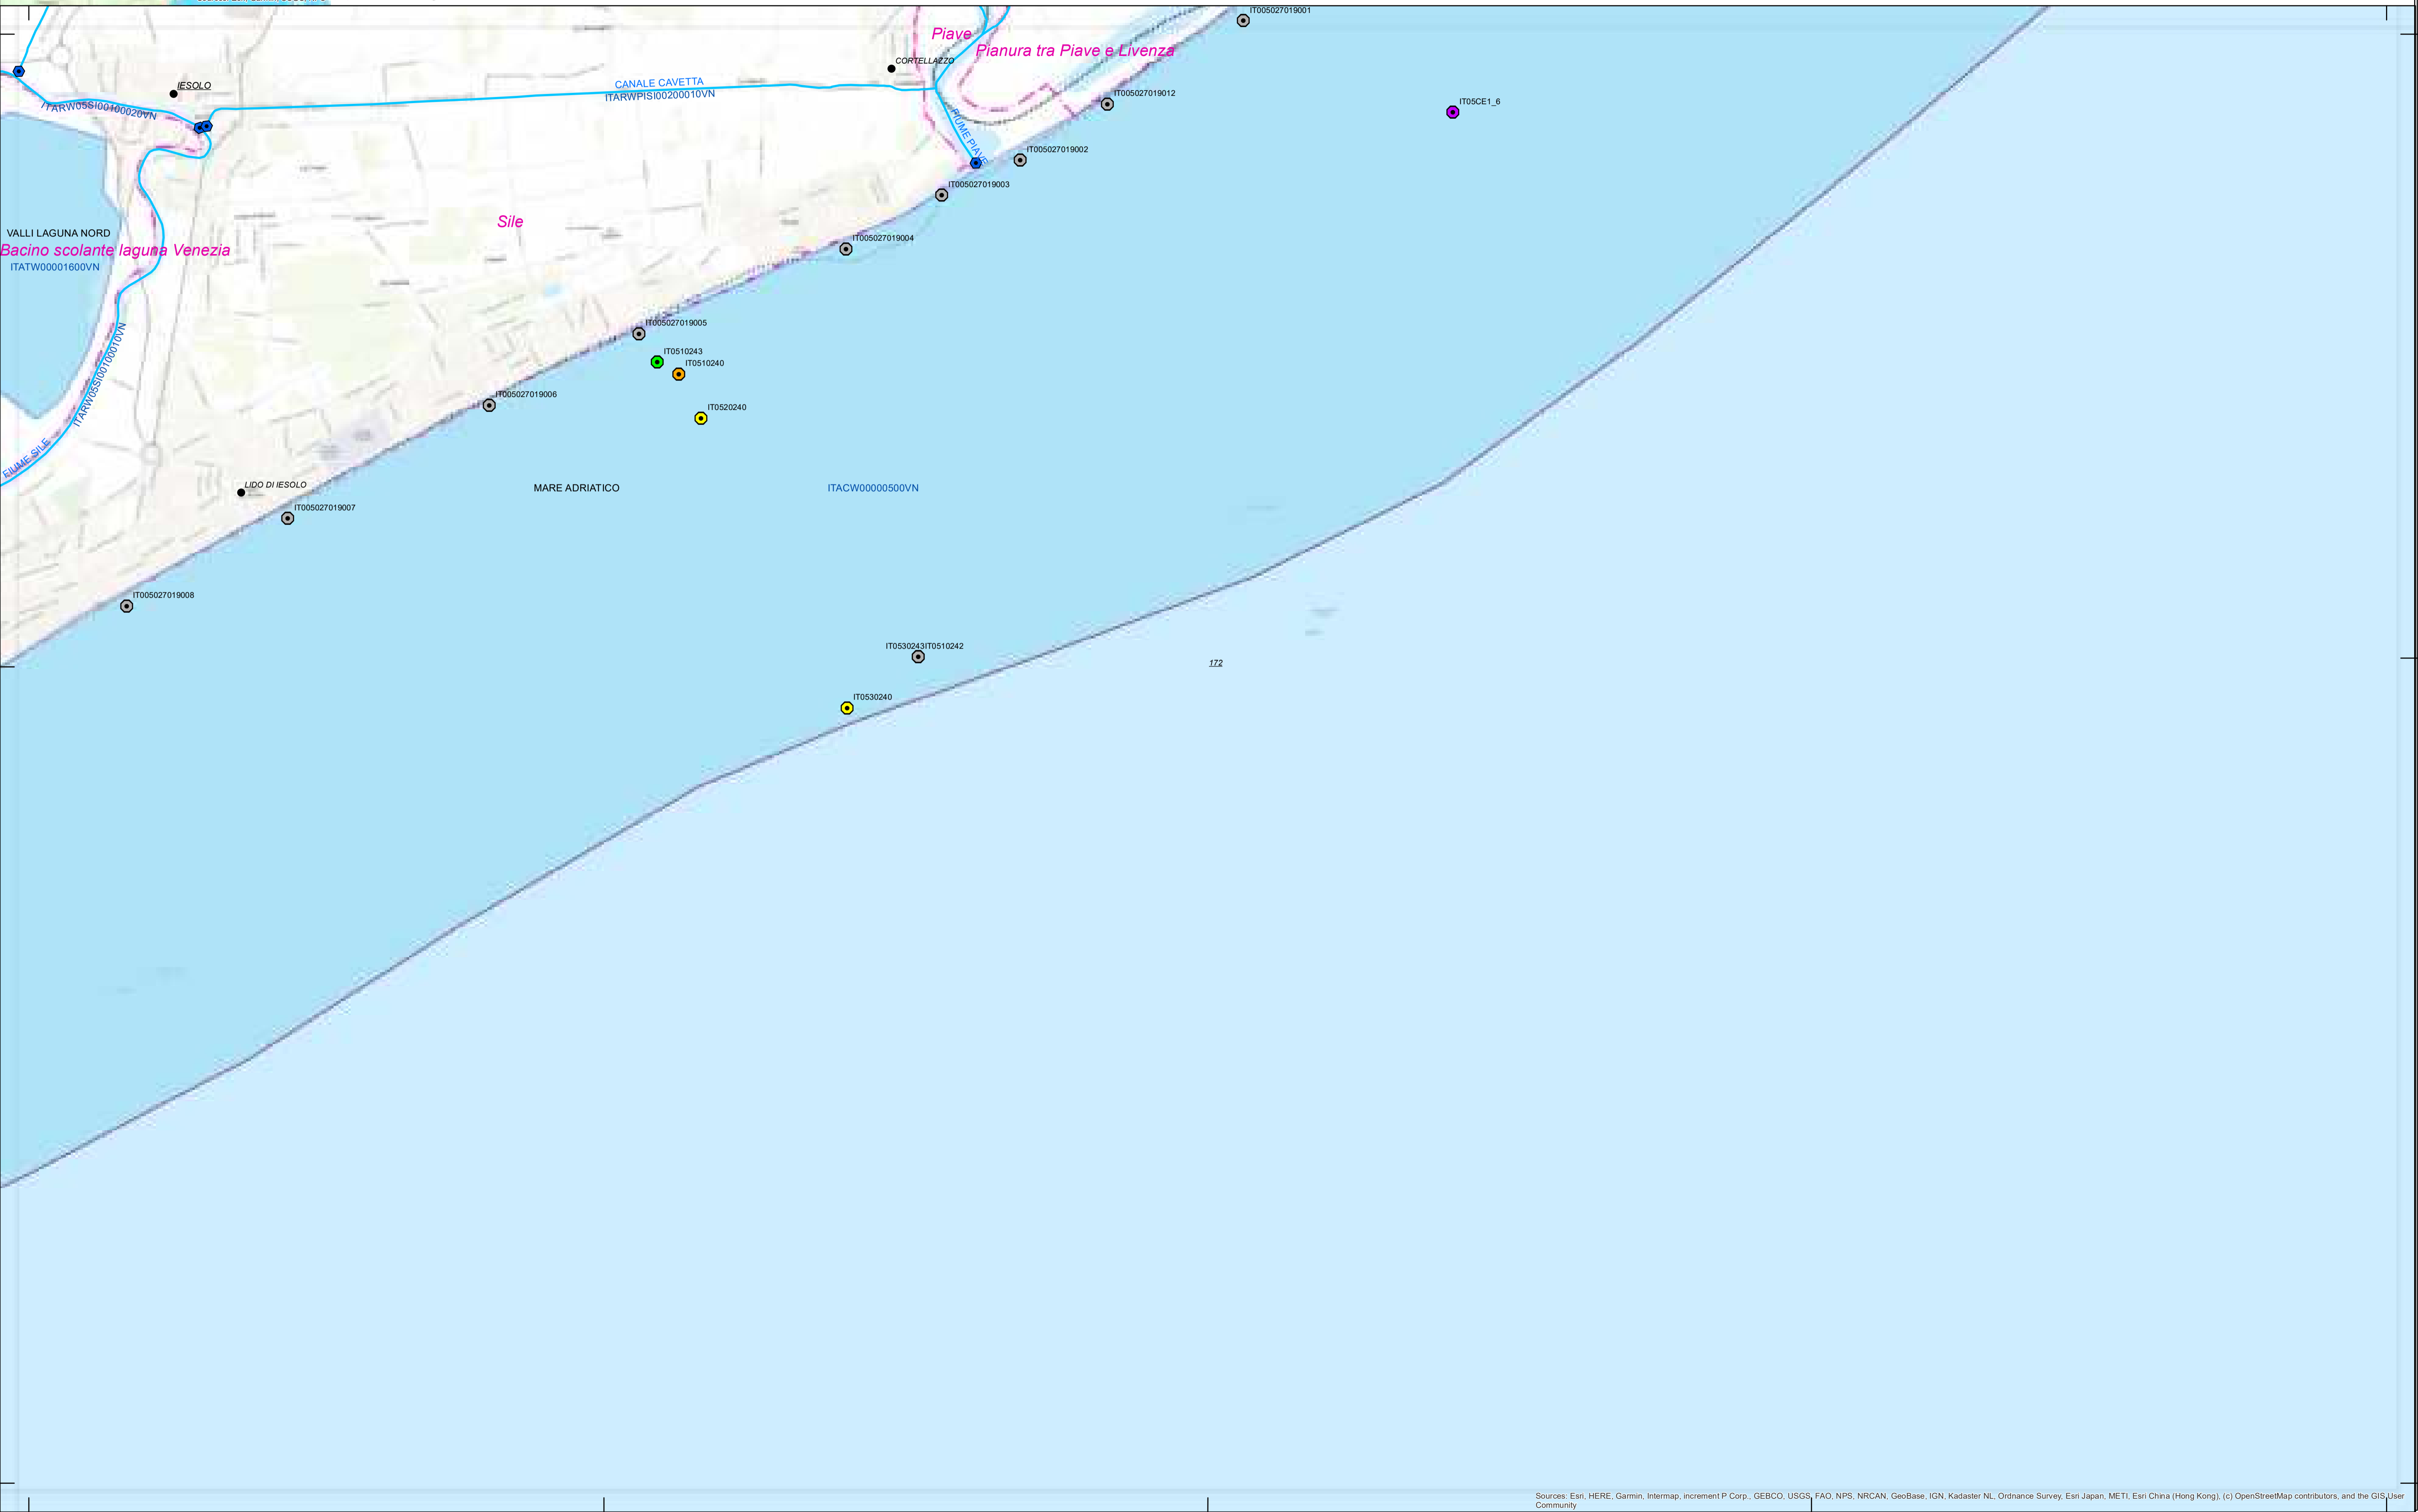 IT005027019001
Piave
Pianura tra Piave e Livenza
CORTELLAZZO
IESOLO
CANALE CAVETTA
ITARWPISI00200010VN
ITARW05SI00100020VN
IT005027019012
IT05CE1_6
FIUME PIAVE
IT005027019002
IT005027019003
Sile
VALLI LAGUNA NORD
Bacino scolante laguna Venezia
ITATW00001600VN
IT005027019004
IT005027019005
ITARW05SI00100010VN
IT0510243
IT0510240
IT005027019006
IT0520240
FIUME SILE
LIDO DI IESOLO
MARE ADRIATICO
ITACW00000500VN
IT005027019007
IT005027019008
IT0530243IT0510242
172
IT0530240
Sources: Esri, HERE, Garmin, Intermap, increment P Corp., GEBCO, USGS, FAO, NPS, NRCAN, GeoBase, IGN, Kadaster NL, Ordnance Survey, Esri Japan, METI, Esri China (Hong Kong), (c) OpenStreetMap contributors, and the GIS User
Community